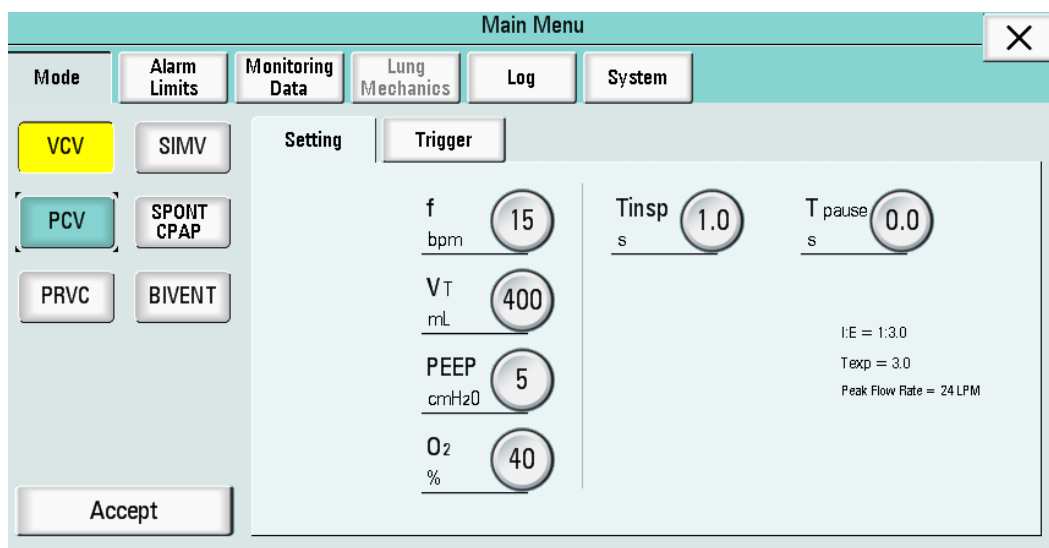 Main Menu
Mode
Alarm
Limits
Monitoring
Data
Lung
Mechanics
Log
System
VCV
SIMV
PCV
SPONT
CPAP
PRVC
BIVENT
Accept
Setting
Trigger
f
bpm
15
VT
mL
400
PEEP
cmH2O
5
O2
%
40
Tinsp
s
1.0
T pause
s
0.0
I:E = 1:3.0
Texp = 3.0
Peak Flow Rate = 24 LPM